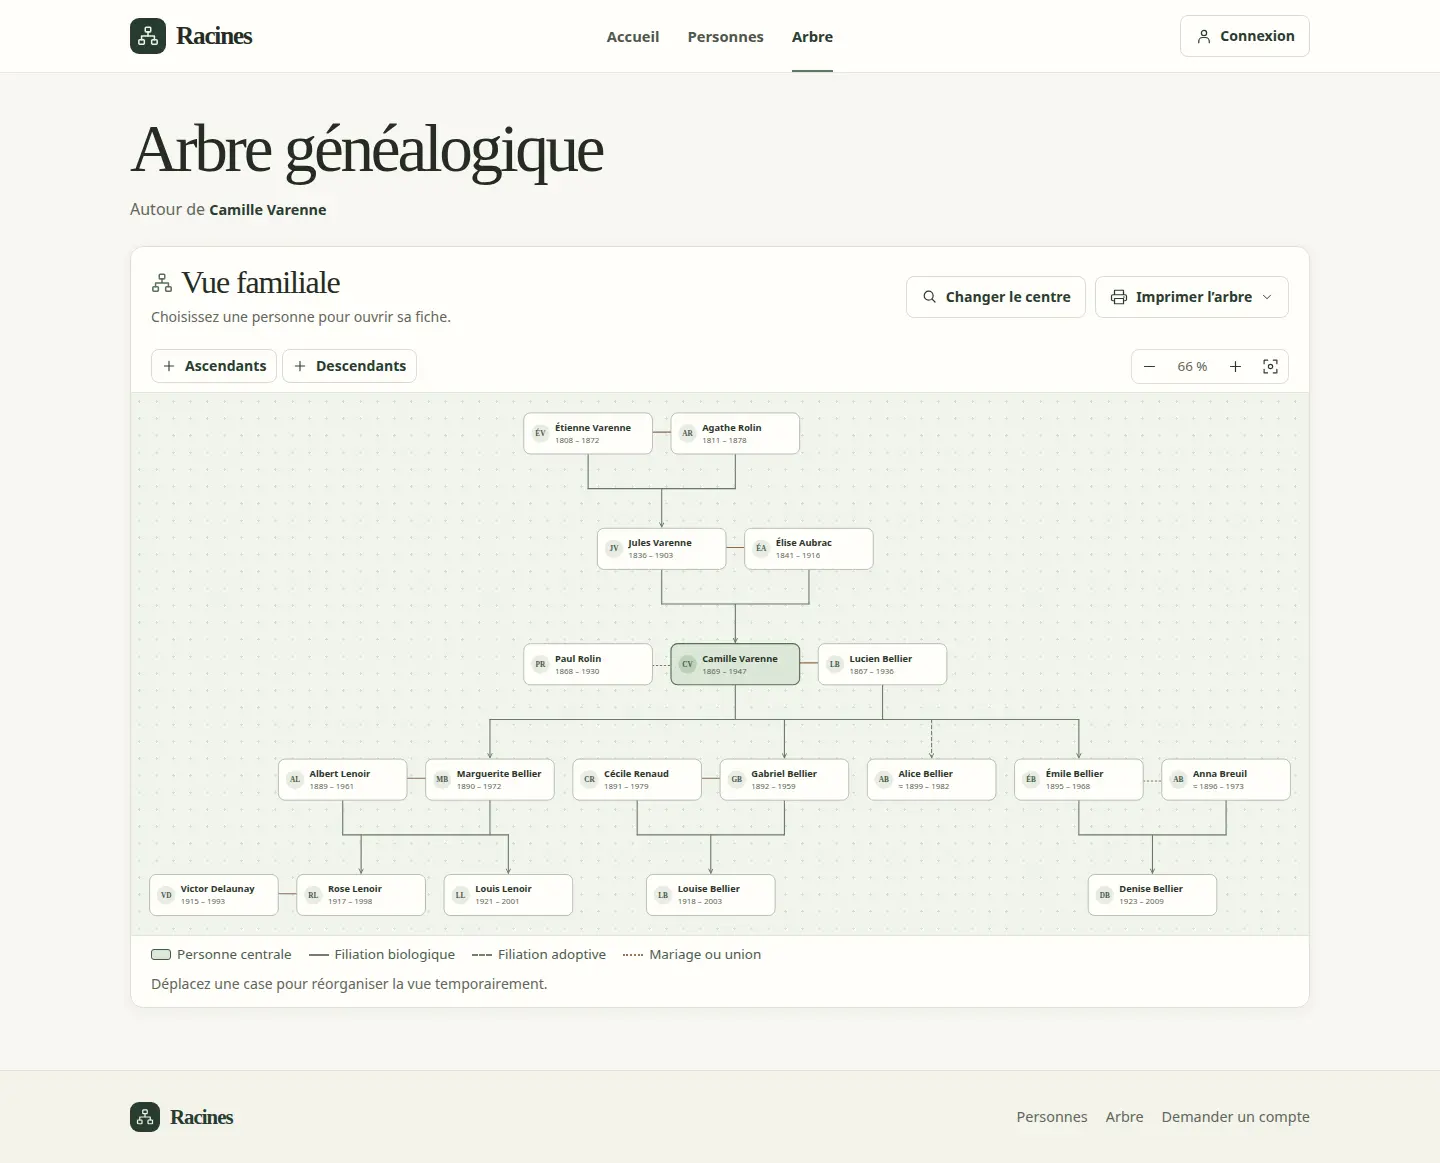 Racines
Accueil Personnes Arbre
Connexion
Arbre généalogique
Autour de Camille Varenne
Vue familiale
Choisissez une personne pour ouvrir sa fiche.
Changer le centre
Imprimer l’arbre
Ascendants
Descendants
66 %
ÉV Étienne Varenne
1808 – 1872
AR Agathe Rolin
1811 – 1878
JV Jules Varenne
1836 – 1903
ÉA Élise Aubrac
1841 – 1916
PR Paul Rolin
1868 – 1930
CV Camille Varenne
1869 – 1947
LB Lucien Bellier
1867 – 1936
AL Albert Lenoir
1889 – 1961
MB Marguerite Bellier
1890 – 1972
CR Cécile Renaud
1891 – 1979
GB Gabriel Bellier
1892 – 1959
AB Alice Bellier
≈ 1899 – 1982
ÉB Émile Bellier
1895 – 1968
AB Anna Breuil
≈ 1896 – 1973
VD Victor Delaunay
1915 – 1993
RL Rose Lenoir
1917 – 1998
LL Louis Lenoir
1921 – 2001
LB Louise Bellier
1918 – 2003
DB Denise Bellier
1923 – 2009
Personne centrale
Filiation biologique
Filiation adoptive
Mariage ou union
Déplacez une case pour réorganiser la vue temporairement.
Racines
Personnes Arbre Demander un compte